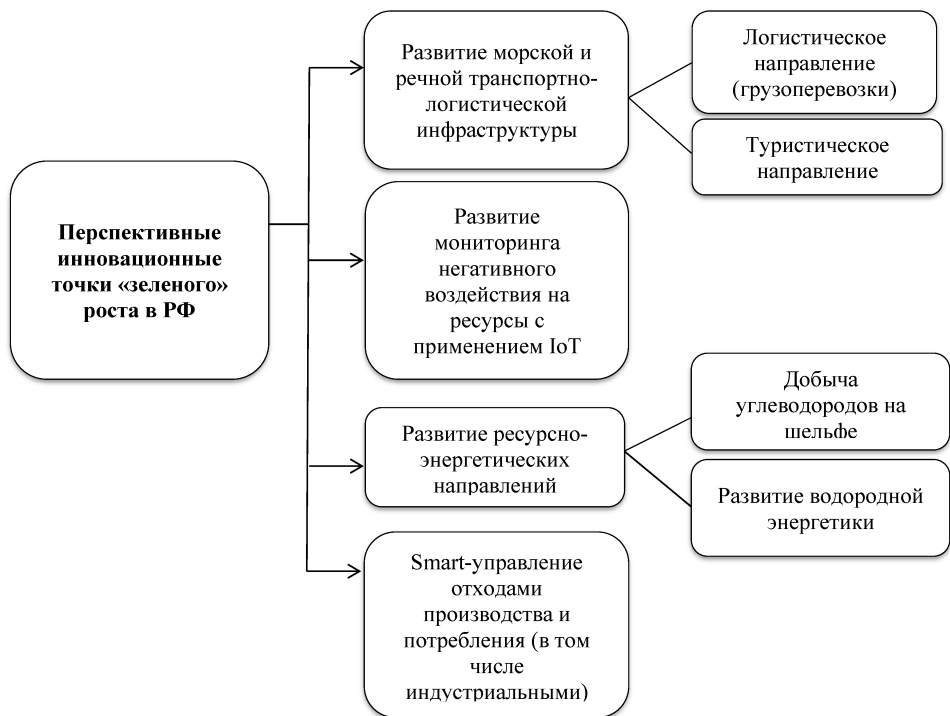 Перспективные
инновационные
точки «зеленого»
роста в РФ
Развитие морской и
речной транспортно-
логистической
инфраструктуры
Логистическое
направление
(грузоперевозки)
Туристическое
направление
Развитие
мониторинга
негативного
воздействия на
ресурсы с
применением IoT
Развитие ресурсно-
энергетических
направлений
Добыча
углеводородов на
шельфе
Развитие водородной
энергетики
Smart-управление
отходами
производства и
потребления (в том
числе
индустриальными)